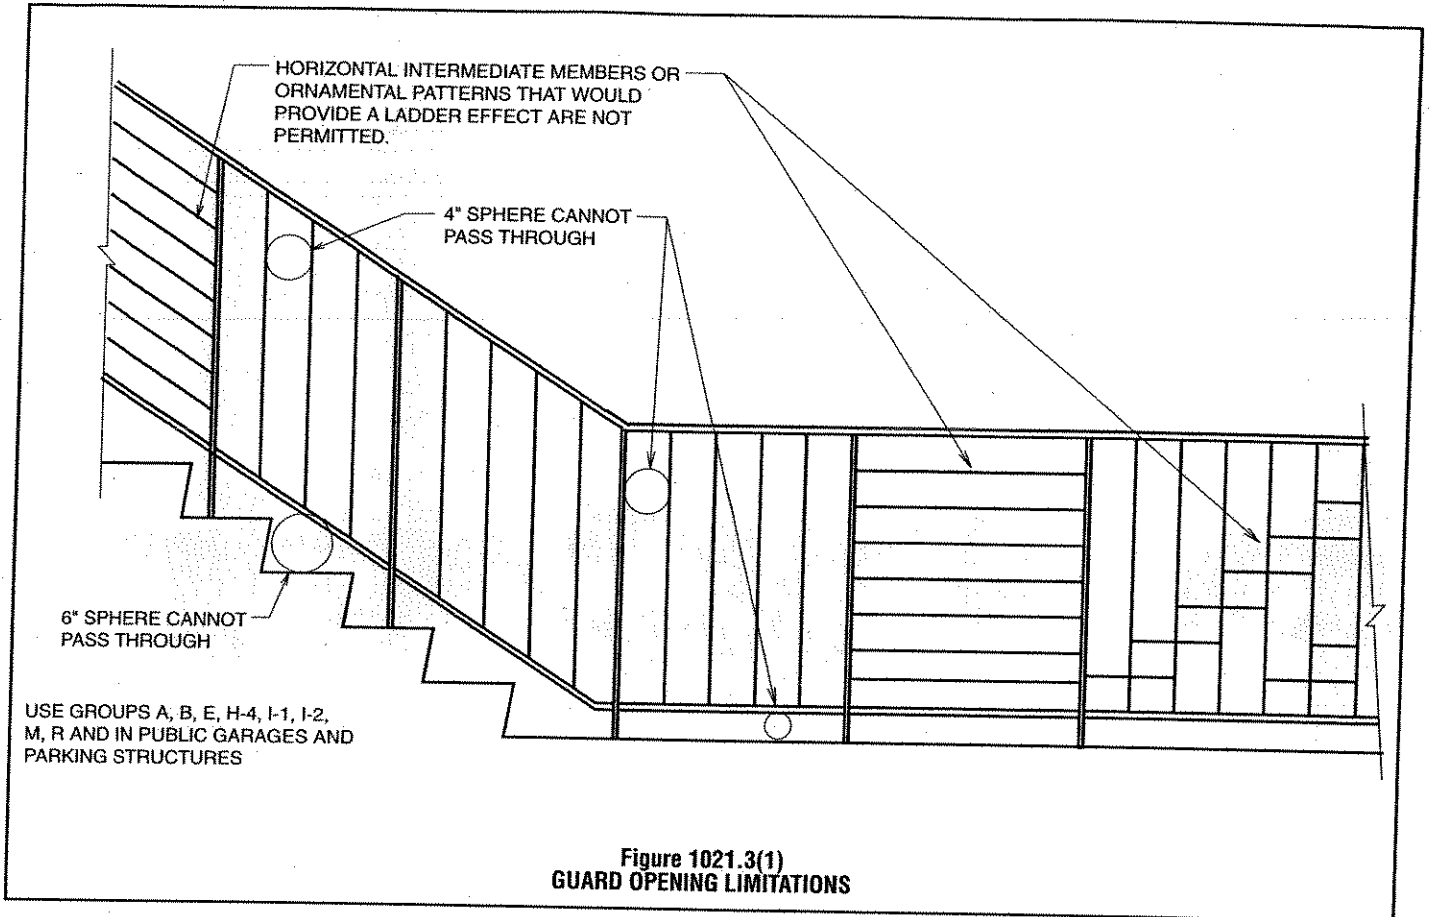 HORIZONTAL INTERMEDIATE MEMBERS OR
ORNAMENTAL PATTERNS THAT WOULD
PROVIDE A LADDER EFFECT ARE NOT
PERMITTED.
4" SPHERE CANNOT
PASS THROUGH
6" SPHERE CANNOT
PASS THROUGH
USE GROUPS A, B, E, H-4, I-1, I-2,
M, R AND IN PUBLIC GARAGES AND
PARKING STRUCTURES
Figure 1021.3(1)
GUARD OPENING LIMITATIONS